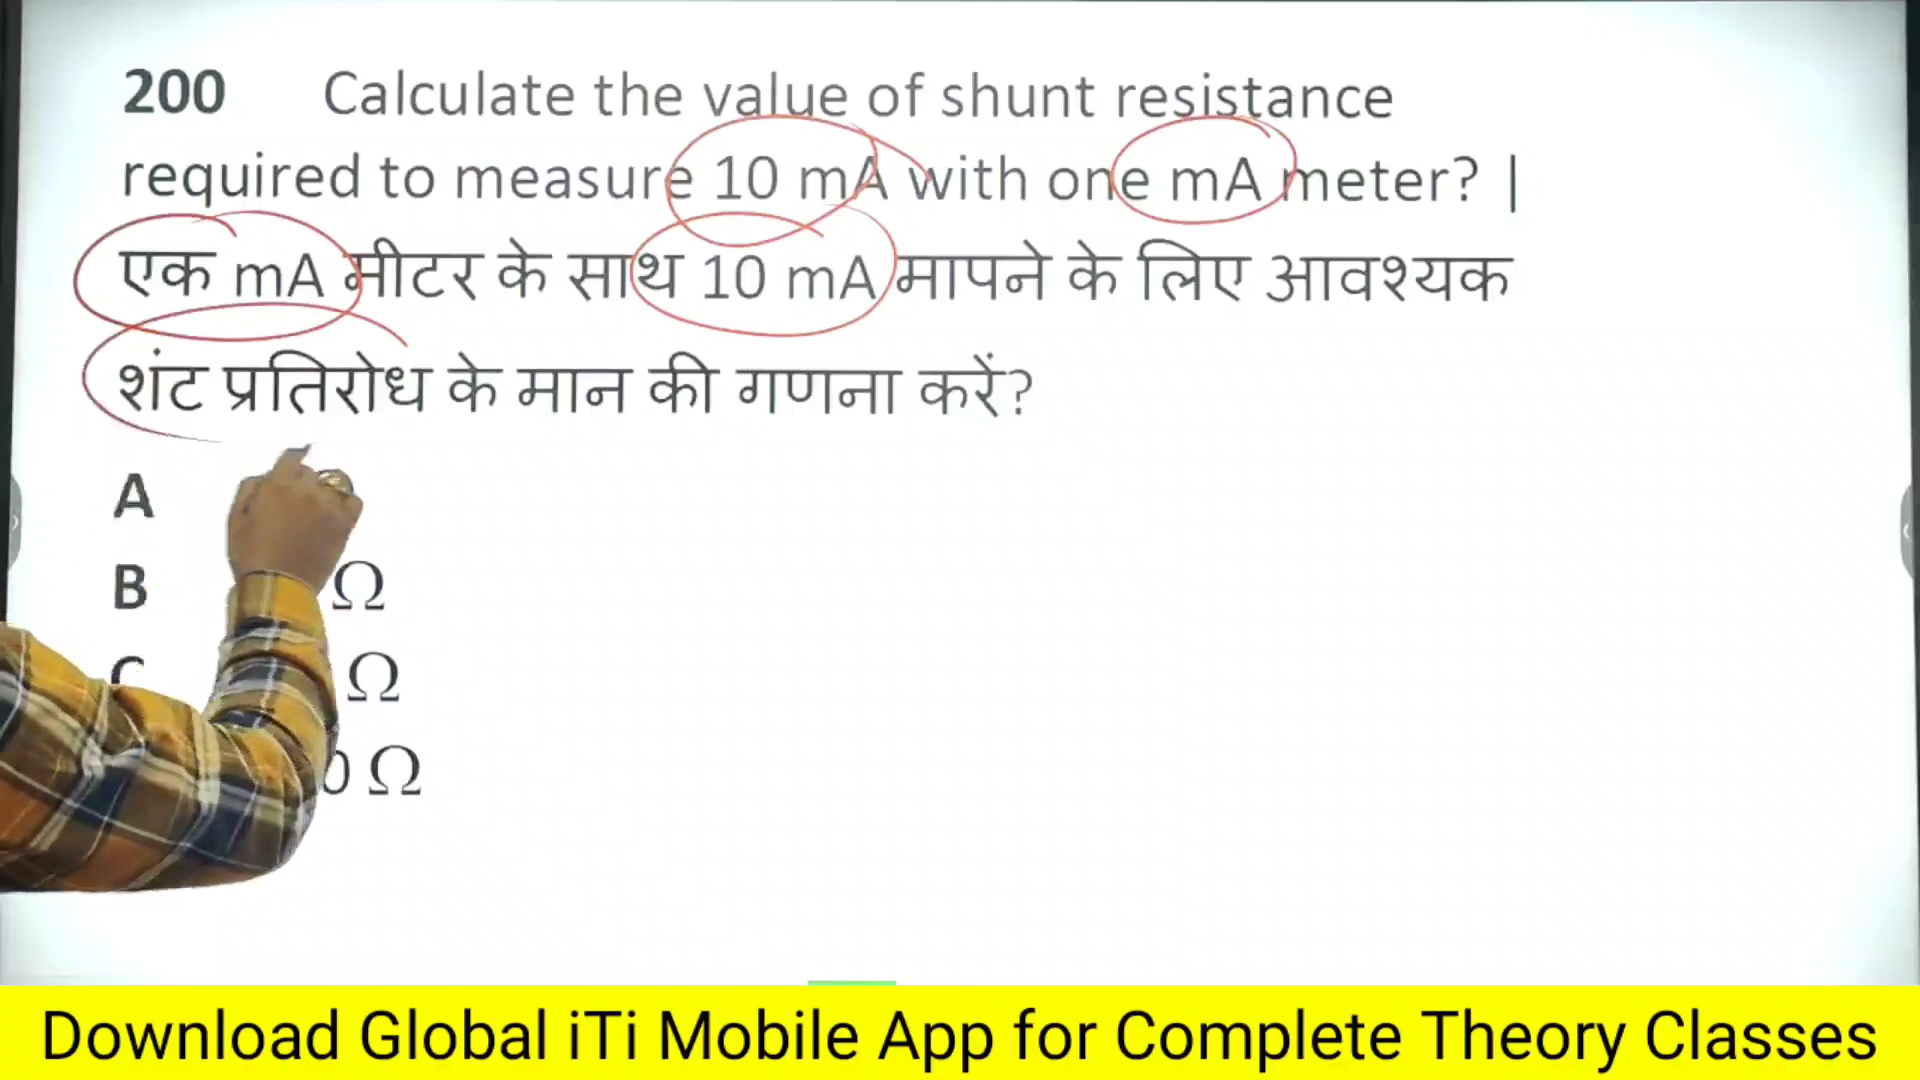 200 Calculate the value of shunt resistance
required to measure 10 mA with one mA meter? |
एक mA मीटर के साथ 10 mA मापने के लिए आवश्यक
शंट प्रतिरोध के मान की गणना करें?
A
B Ω
C Ω
0 Ω
Download Global iTi Mobile App for Complete Theory Classes